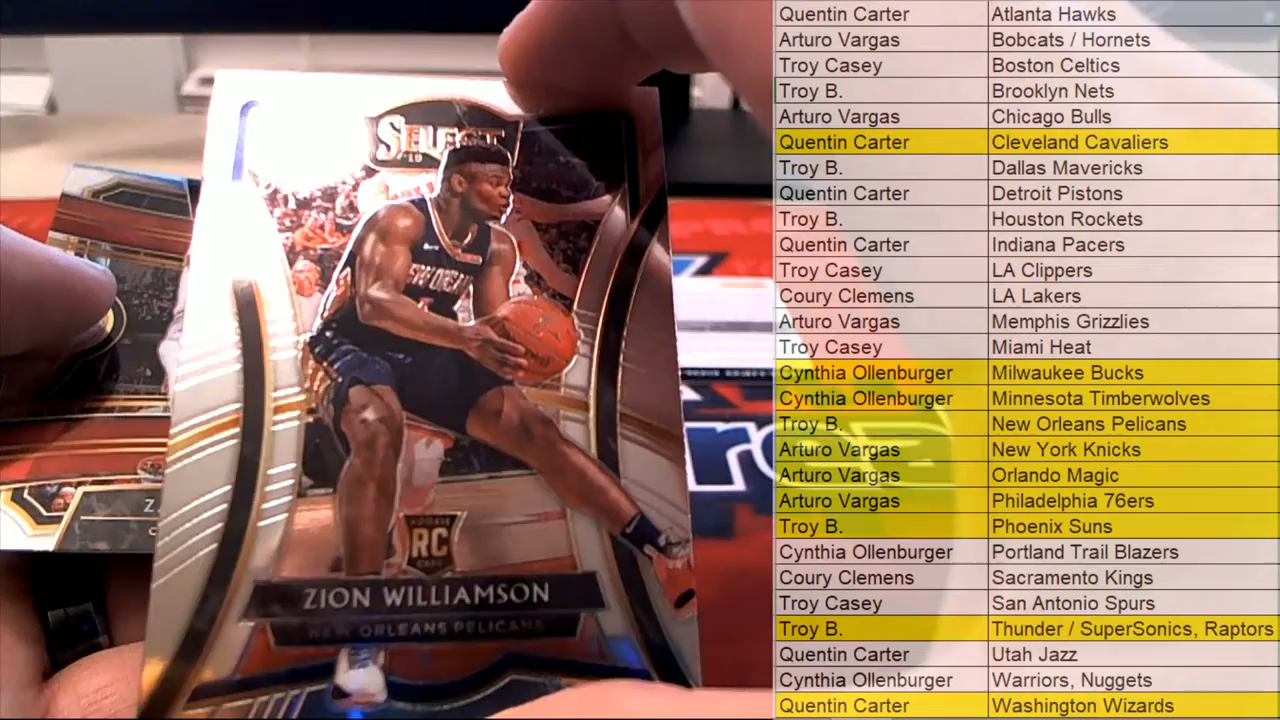 SELECT
NEW ORLEANS
ROOKIE
RC
CARD
ZION WILLIAMSON
NEW ORLEANS PELICANS
Quentin Carter Atlanta Hawks
Arturo Vargas Bobcats / Hornets
Troy Casey Boston Celtics
Troy B. Brooklyn Nets
Arturo Vargas Chicago Bulls
Quentin Carter Cleveland Cavaliers
Troy B. Dallas Mavericks
Quentin Carter Detroit Pistons
Troy B. Houston Rockets
Quentin Carter Indiana Pacers
Troy Casey LA Clippers
Coury Clemens LA Lakers
Arturo Vargas Memphis Grizzlies
Troy Casey Miami Heat
Cynthia Ollenburger Milwaukee Bucks
Cynthia Ollenburger Minnesota Timberwolves
Troy B. New Orleans Pelicans
Arturo Vargas New York Knicks
Arturo Vargas Orlando Magic
Arturo Vargas Philadelphia 76ers
Troy B. Phoenix Suns
Cynthia Ollenburger Portland Trail Blazers
Coury Clemens Sacramento Kings
Troy Casey San Antonio Spurs
Troy B. Thunder / SuperSonics, Raptors
Quentin Carter Utah Jazz
Cynthia Ollenburger Warriors, Nuggets
Quentin Carter Washington Wizards